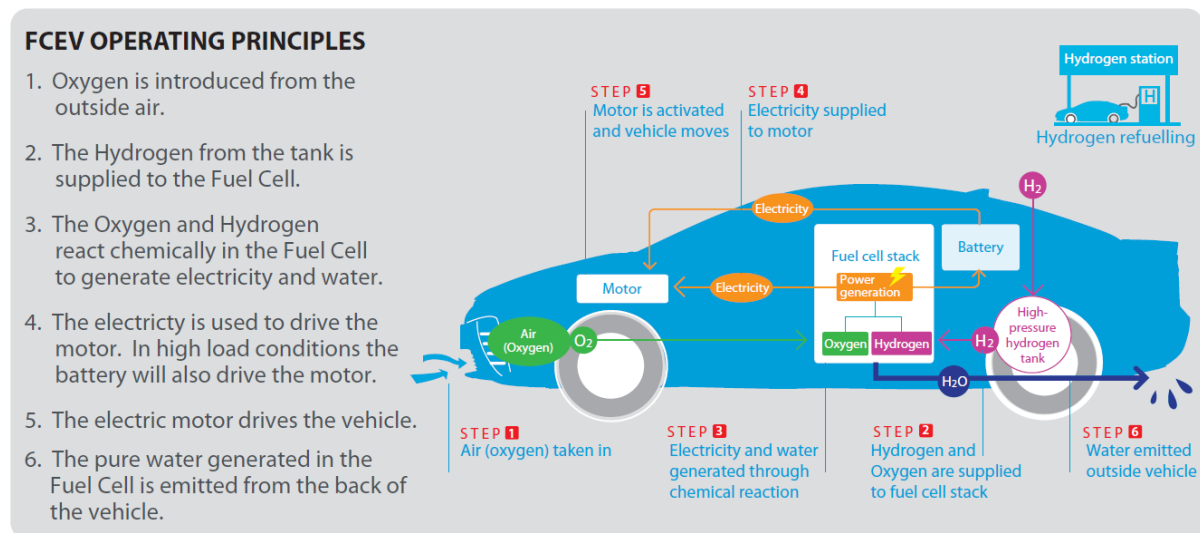 FCEV OPERATING PRINCIPLES
1. Oxygen is introduced from the
outside air.
2. The Hydrogen from the tank is
supplied to the Fuel Cell.
3. The Oxygen and Hydrogen
react chemically in the Fuel Cell
to generate electricity and water.
4. The electricty is used to drive the
motor. In high load conditions the
battery will also drive the motor.
5. The electric motor drives the vehicle.
6. The pure water generated in the
Fuel Cell is emitted from the back of
the vehicle.
STEP 5
Motor is activated
and vehicle moves
STEP 4
Electricity supplied
to motor
Hydrogen station
H
Hydrogen refuelling
H2
Electricity
Fuel cell stack
Battery
Motor
Electricity
Power
generation
Air
(Oxygen)
O2
Oxygen
Hydrogen
H2
High-
pressure
hydrogen
tank
H2O
STEP 1
Air (oxygen) taken in
STEP 3
Electricity and water
generated through
chemical reaction
STEP 2
Hydrogen and
Oxygen are supplied
to fuel cell stack
STEP 6
Water emitted
outside vehicle